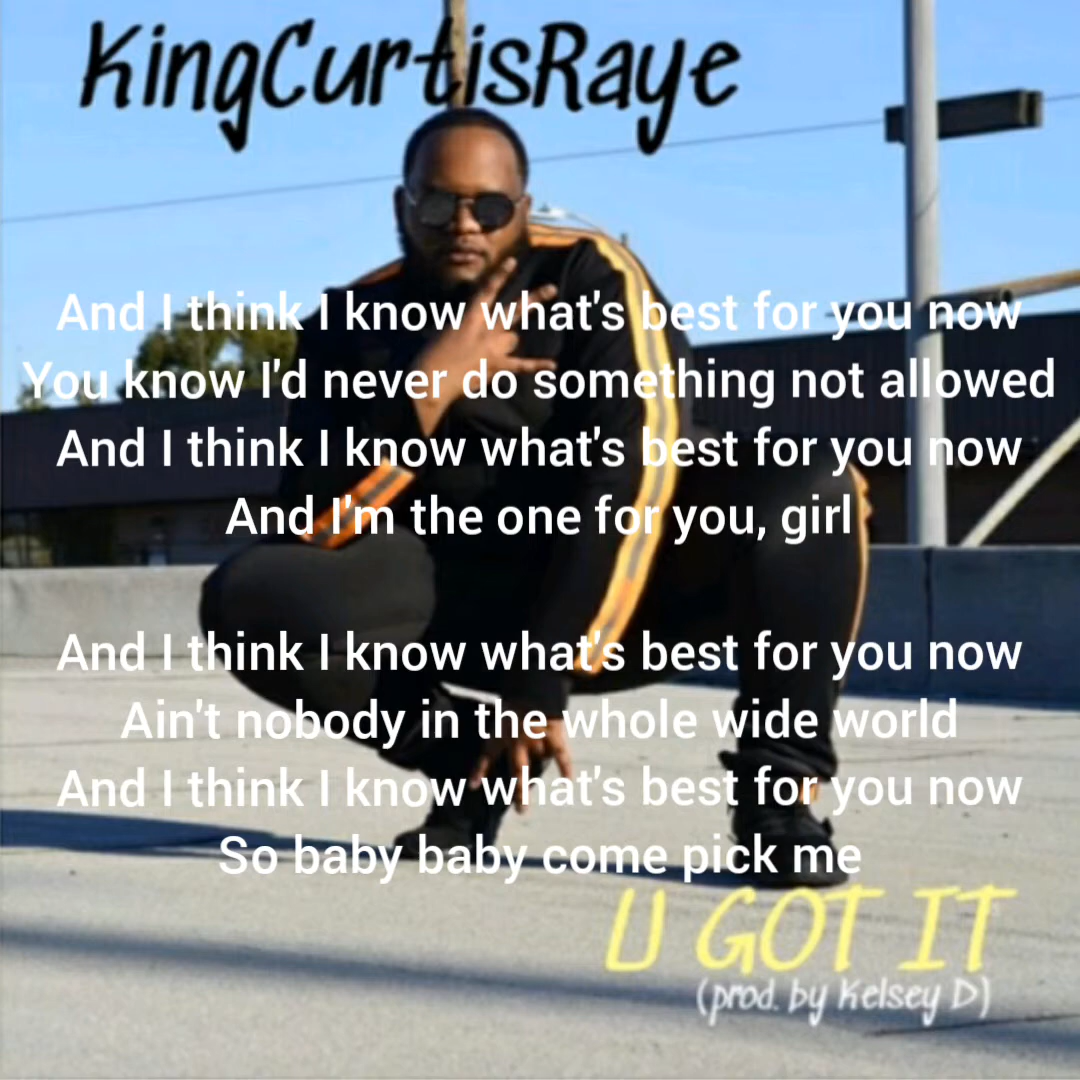 KingCurtisRaye
And I think I know what's best for you now
You know I'd never do something not allowed
And I think I know what's best for you now
And I'm the one for you, girl
And I think I know what's best for you now
Ain't nobody in the whole wide world
And I think I know what's best for you now
So baby baby come pick me
U GOT IT
(prod. by Kelsey D)